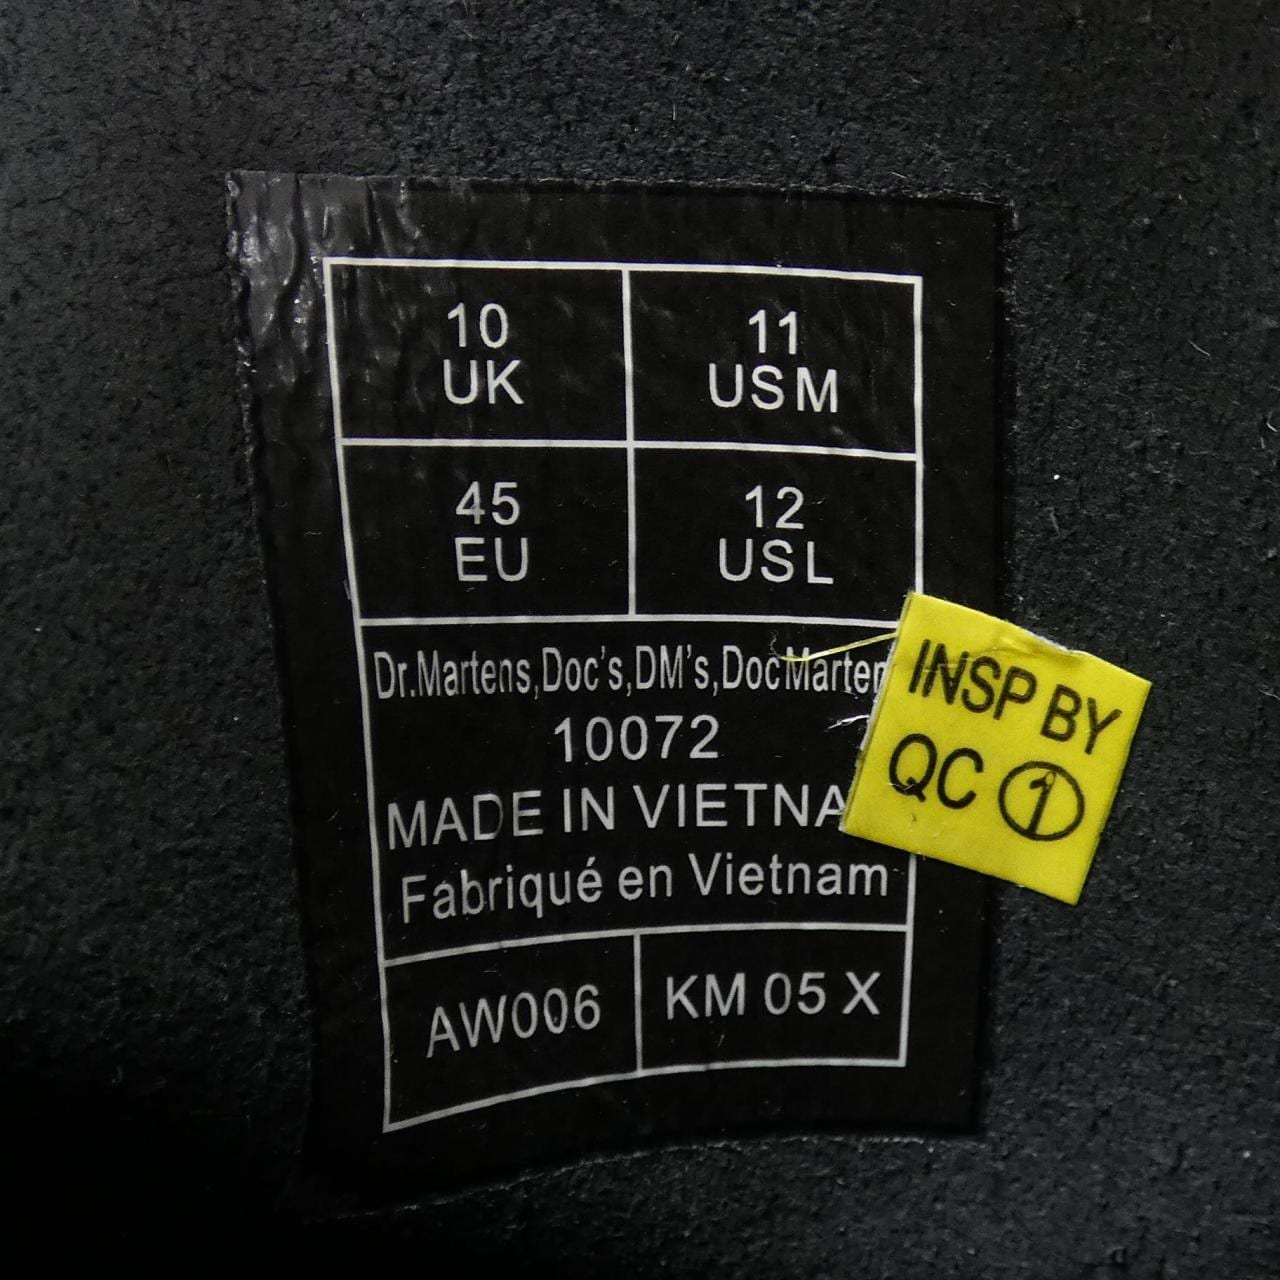 10
UK
11
USM
45
EU
12
USL
Dr.Martens,Doc's,DM's,DocMarten
10072
MADE IN VIETNA
Fabriqué en Vietnam
AW006
KM 05 X
INSP BY
QC ①